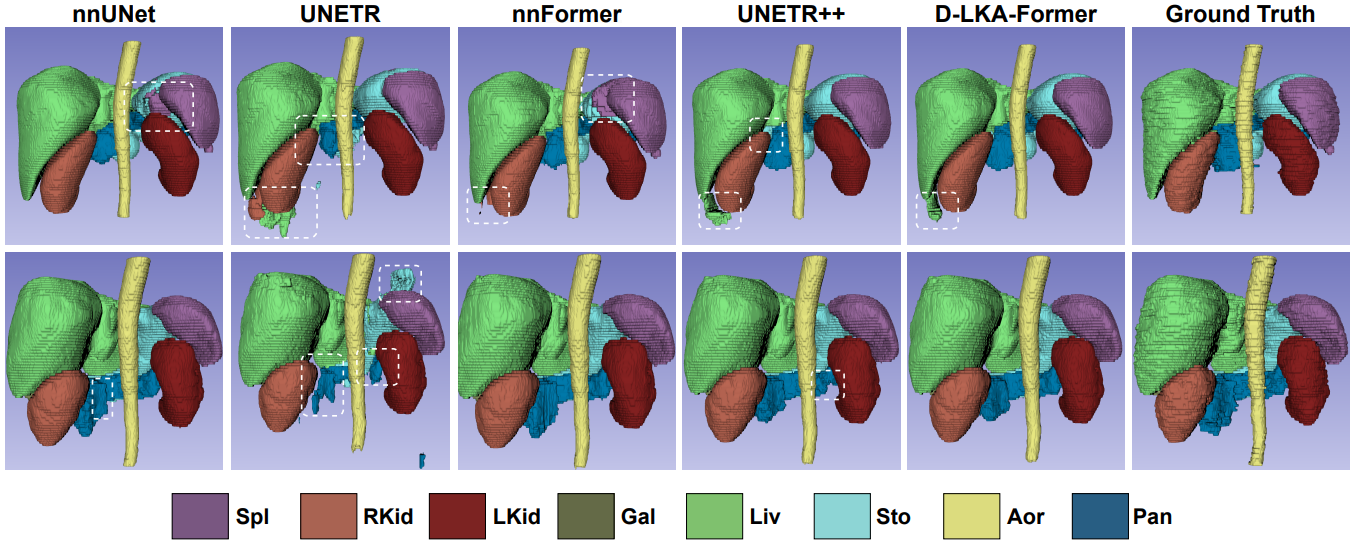 nnUNet UNETR nnFormer UNETR++ D-LKA-Former Ground Truth
Spl RKid LKid Gal Liv Sto Aor Pan